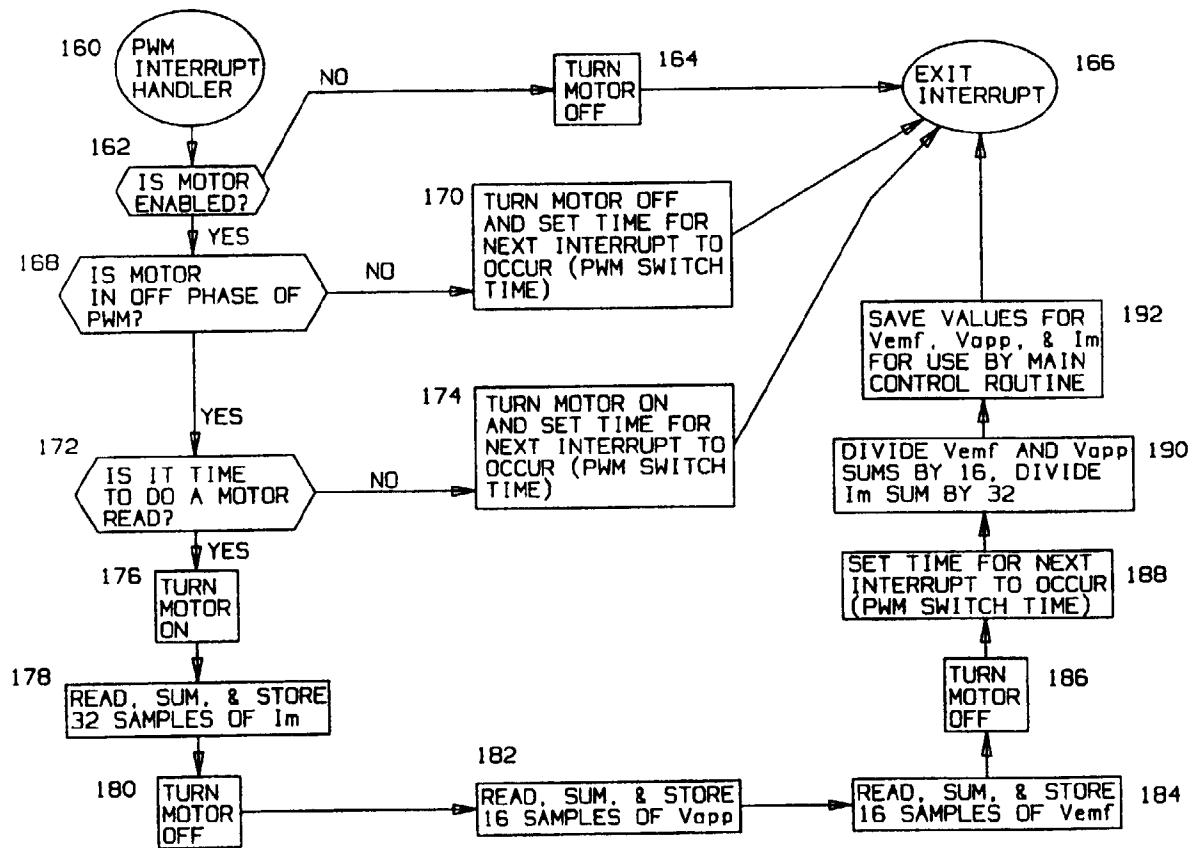 160
PWM
INTERRUPT
HANDLER
NO
TURN
MOTOR
OFF
164
EXIT
INTERRUPT
166
162
IS MOTOR
ENABLED?
YES
168
IS MOTOR
IN OFF PHASE OF
PWM?
NO
170
TURN MOTOR OFF
AND SET TIME FOR
NEXT INTERRUPT TO
OCCUR (PWM SWITCH
TIME)
YES
172
IS IT TIME
TO DO A MOTOR
READ?
NO
174
TURN MOTOR ON
AND SET TIME FOR
NEXT INTERRUPT TO
OCCUR (PWM SWITCH
TIME)
YES
176
TURN
MOTOR
ON
178
READ, SUM, & STORE
32 SAMPLES OF Im
180
TURN
MOTOR
OFF
182
READ, SUM, & STORE
16 SAMPLES OF Vapp
READ, SUM, & STORE
16 SAMPLES OF Vemf
184
TURN
MOTOR
OFF
186
SET TIME FOR NEXT
INTERRUPT TO OCCUR
(PWM SWITCH TIME)
188
DIVIDE Vemf AND Vapp
SUMS BY 16, DIVIDE
Im SUM BY 32
190
SAVE VALUES FOR
Vemf, Vapp, & Im
FOR USE BY MAIN
CONTROL ROUTINE
192